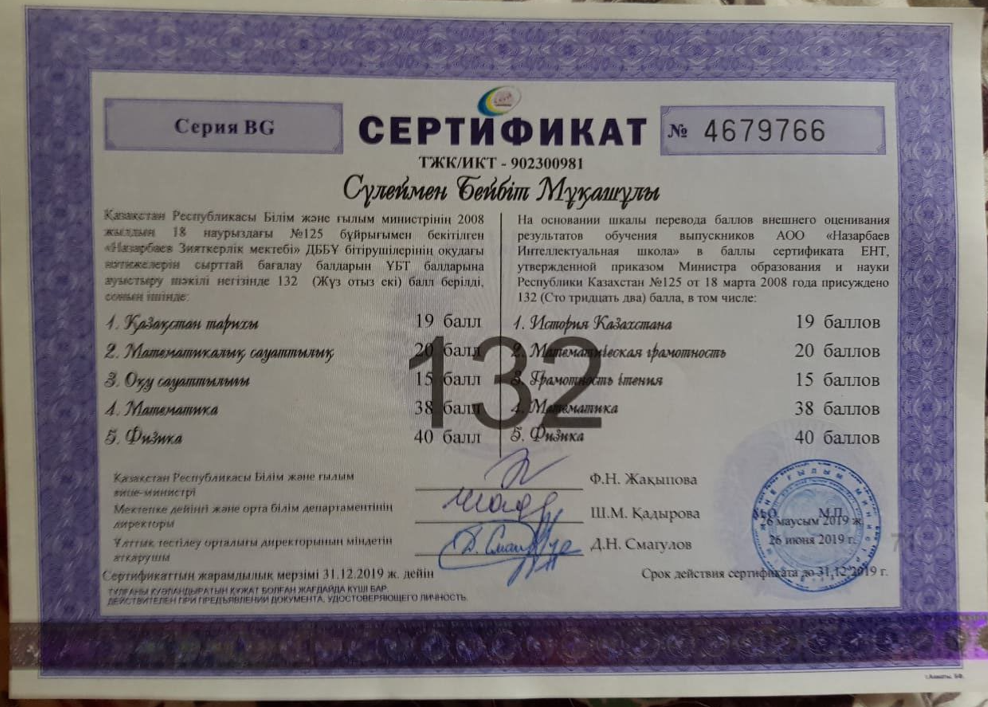 Серия BG
СЕРТИФИКАТ
№ 4679766
ТЖК/ИКТ - 902300981
Сүлеймен Бейбіт Мұқашұлы
Қазақстан Республикасы Білім және ғылым министрінің 2008
жылдың 18 наурыздағы №125 бұйрығымен бекітілген
«Назарбаев Зияткерлік мектебі» ДББҰ бітірушілерінің оқудағы
нәтижелерін сырттай бағалау балдарын ҰБТ балдарына
ауыстыру шәкілі негізінде 132 (Жүз отыз екі) балл берілді,
соның ішінде:
1. Қазақстан тарихы 19 балл
2. Математикалық сауаттылық 20 балл
3. Оқу сауаттылығы 15 балл
4. Математика 38 балл
5. Физика 40 балл
На основании шкалы перевода баллов внешнего оценивания
результатов обучения выпускников АОО «Назарбаев
Интеллектуальная школа» в баллы сертификата ЕНТ,
утвержденной приказом Министра образования и науки
Республики Казахстан №125 от 18 марта 2008 года присуждено
132 (Сто тридцать два) балла, в том числе:
1. История Казахстана 19 баллов
2. Математическая грамотность 20 баллов
3. Грамотность чтения 15 баллов
4. Математика 38 баллов
5. Физика 40 баллов
132
Қазақстан Республикасы Білім және ғылым
вице-министрі
Ф.Н. Жақыпова
Мектепке дейінгі және орта білім департаментінің
директоры
Ш.М. Қадырова
Ұлттық тестілеу орталығы директорының міндетін
атқарушы
Д.Н. Смагулов
М.П.
26 маусым 2019 ж.
26 июня 2019 г.
Сертификаттың жарамдылық мерзімі 31.12.2019 ж. дейін
Срок действия сертификата до 31.12.2019 г.
ТҰЛҒАНЫ КУӘЛАНДЫРАТЫН ҚҰЖАТ БОЛҒАН ЖАҒДАЙДА КҮШІ БАР.
ДЕЙСТВИТЕЛЕН ПРИ ПРЕДЪЯВЛЕНИИ ДОКУМЕНТА, УДОСТОВЕРЯЮЩЕГО ЛИЧНОСТЬ.